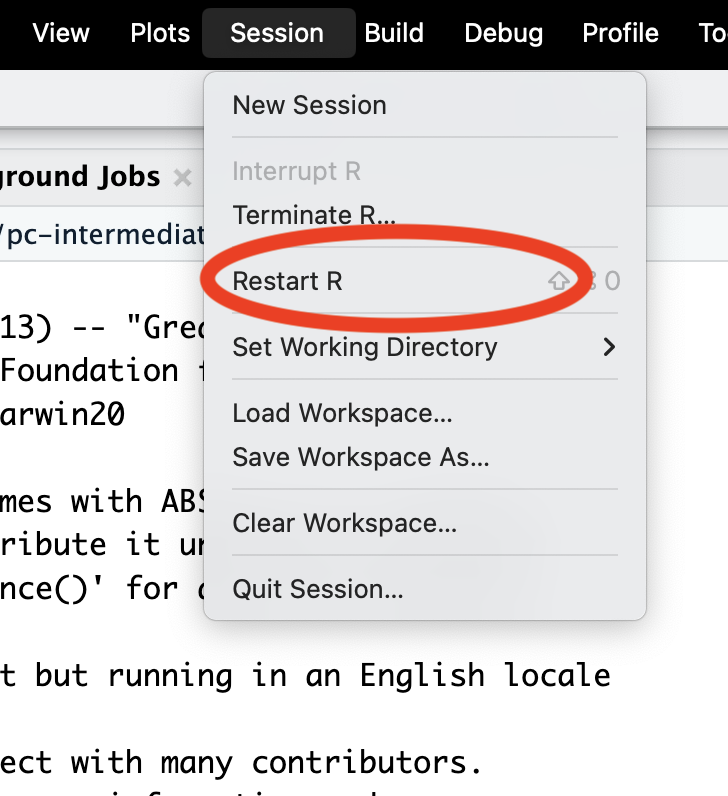 View Plots Session Build Debug Profile To
New Session
ground Jobs ×
Interrupt R
Terminate R...
/pc-intermediat
Restart R ⇧⌘0
13) -- "Grea
Set Working Directory >
Foundation f
arwin20
Load Workspace...
Save Workspace As...
mes with ABS
Clear Workspace...
ribute it un
nce()' for d
Quit Session...
t but running in an English locale
ect with many contributors.